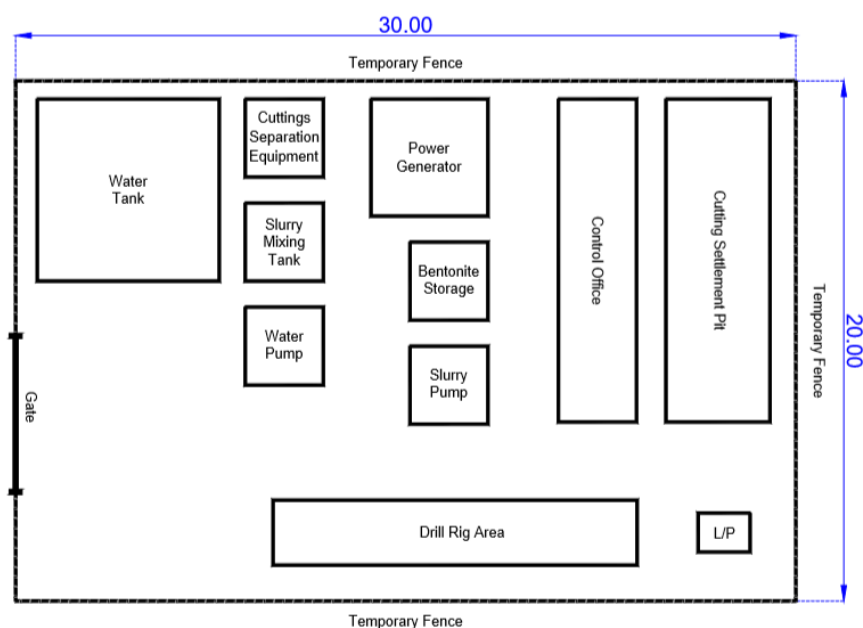 30.00
Temporary Fence
Water
Tank
Cuttings
Separation
Equipment
Power
Generator
Slurry
Mixing
Tank
Bentonite
Storage
Control Office
Cutting Settlement Pit
Temporary Fence
20.00
Water
Pump
Slurry
Pump
Gate
Drill Rig Area
L/P
Temporary Fence